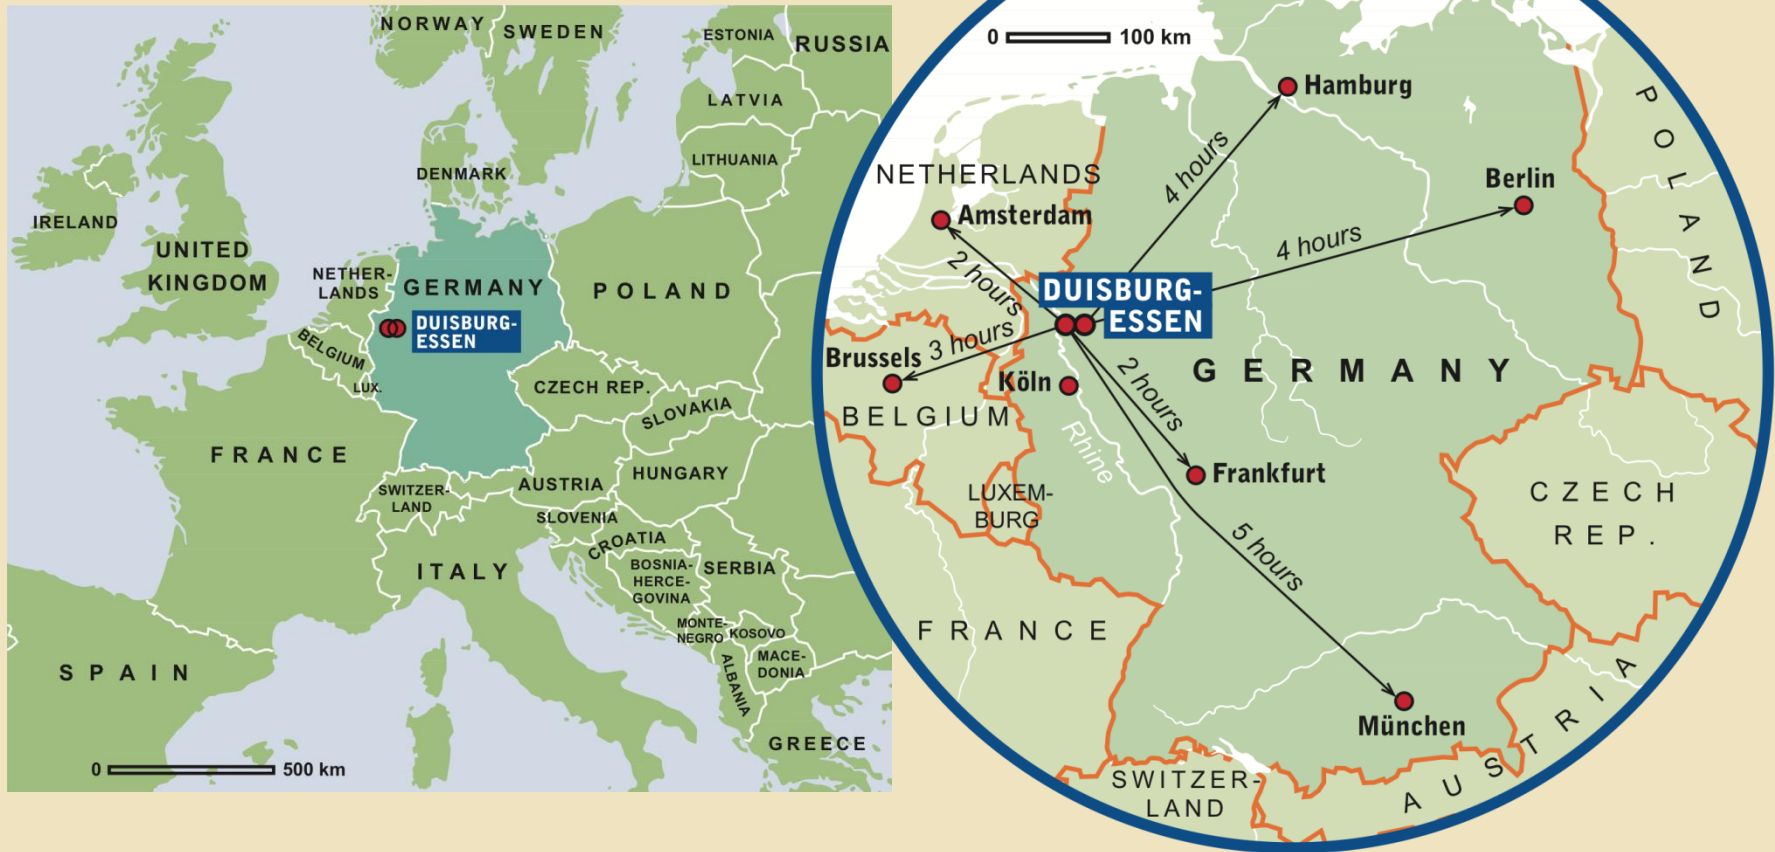 NORWAY
SWEDEN
ESTONIA
RUSSIA
LATVIA
LITHUANIA
DENMARK
IRELAND
UNITED
KINGDOM
NETHER-
LANDS
GERMANY
POLAND
DUISBURG-
ESSEN
BELGIUM
LUX.
CZECH REP.
SLOVAKIA
FRANCE
HUNGARY
AUSTRIA
SWITZER-
LAND
SLOVENIA
CROATIA
ITALY
BOSNIA-
HERCE-
GOVINA
SERBIA
MONTE-
NEGRO
KOSOVO
MACE-
DONIA
ALBANIA
SPAIN
GREECE
0 500 km
0 100 km
Hamburg
POLAND
4 hours
NETHERLANDS
Berlin
Amsterdam
4 hours
2 hours
DUISBURG-
ESSEN
3 hours
Brussels
Köln
2 hours
GERMANY
BELGIUM
Rhine
Frankfurt
LUXEM-
BURG
CZECH
REP.
5 hours
FRANCE
München
AUSTRIA
SWITZER-
LAND